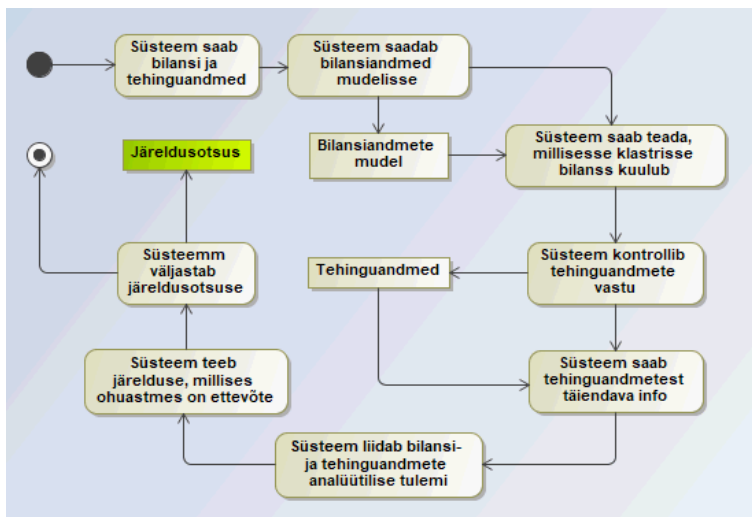 Süsteem saab
bilansi ja
tehinguandmed
Süsteem saadab
bilansiandmed
mudelisse
Bilansiandmete
mudel
Süsteem saab teada,
millisesse klastrisse
bilanss kuulub
Järeldusotsus
Süsteemm
väljastab
järeldusotsuse
Tehinguandmed
Süsteem kontrollib
tehinguandmete
vastu
Süsteem teeb
järelduse, millises
ohuastmes on ettevõte
Süsteem saab
tehinguandmetest
täiendava info
Süsteem liidab bilansi-
ja tehinguandmete
analüütilise tulemi